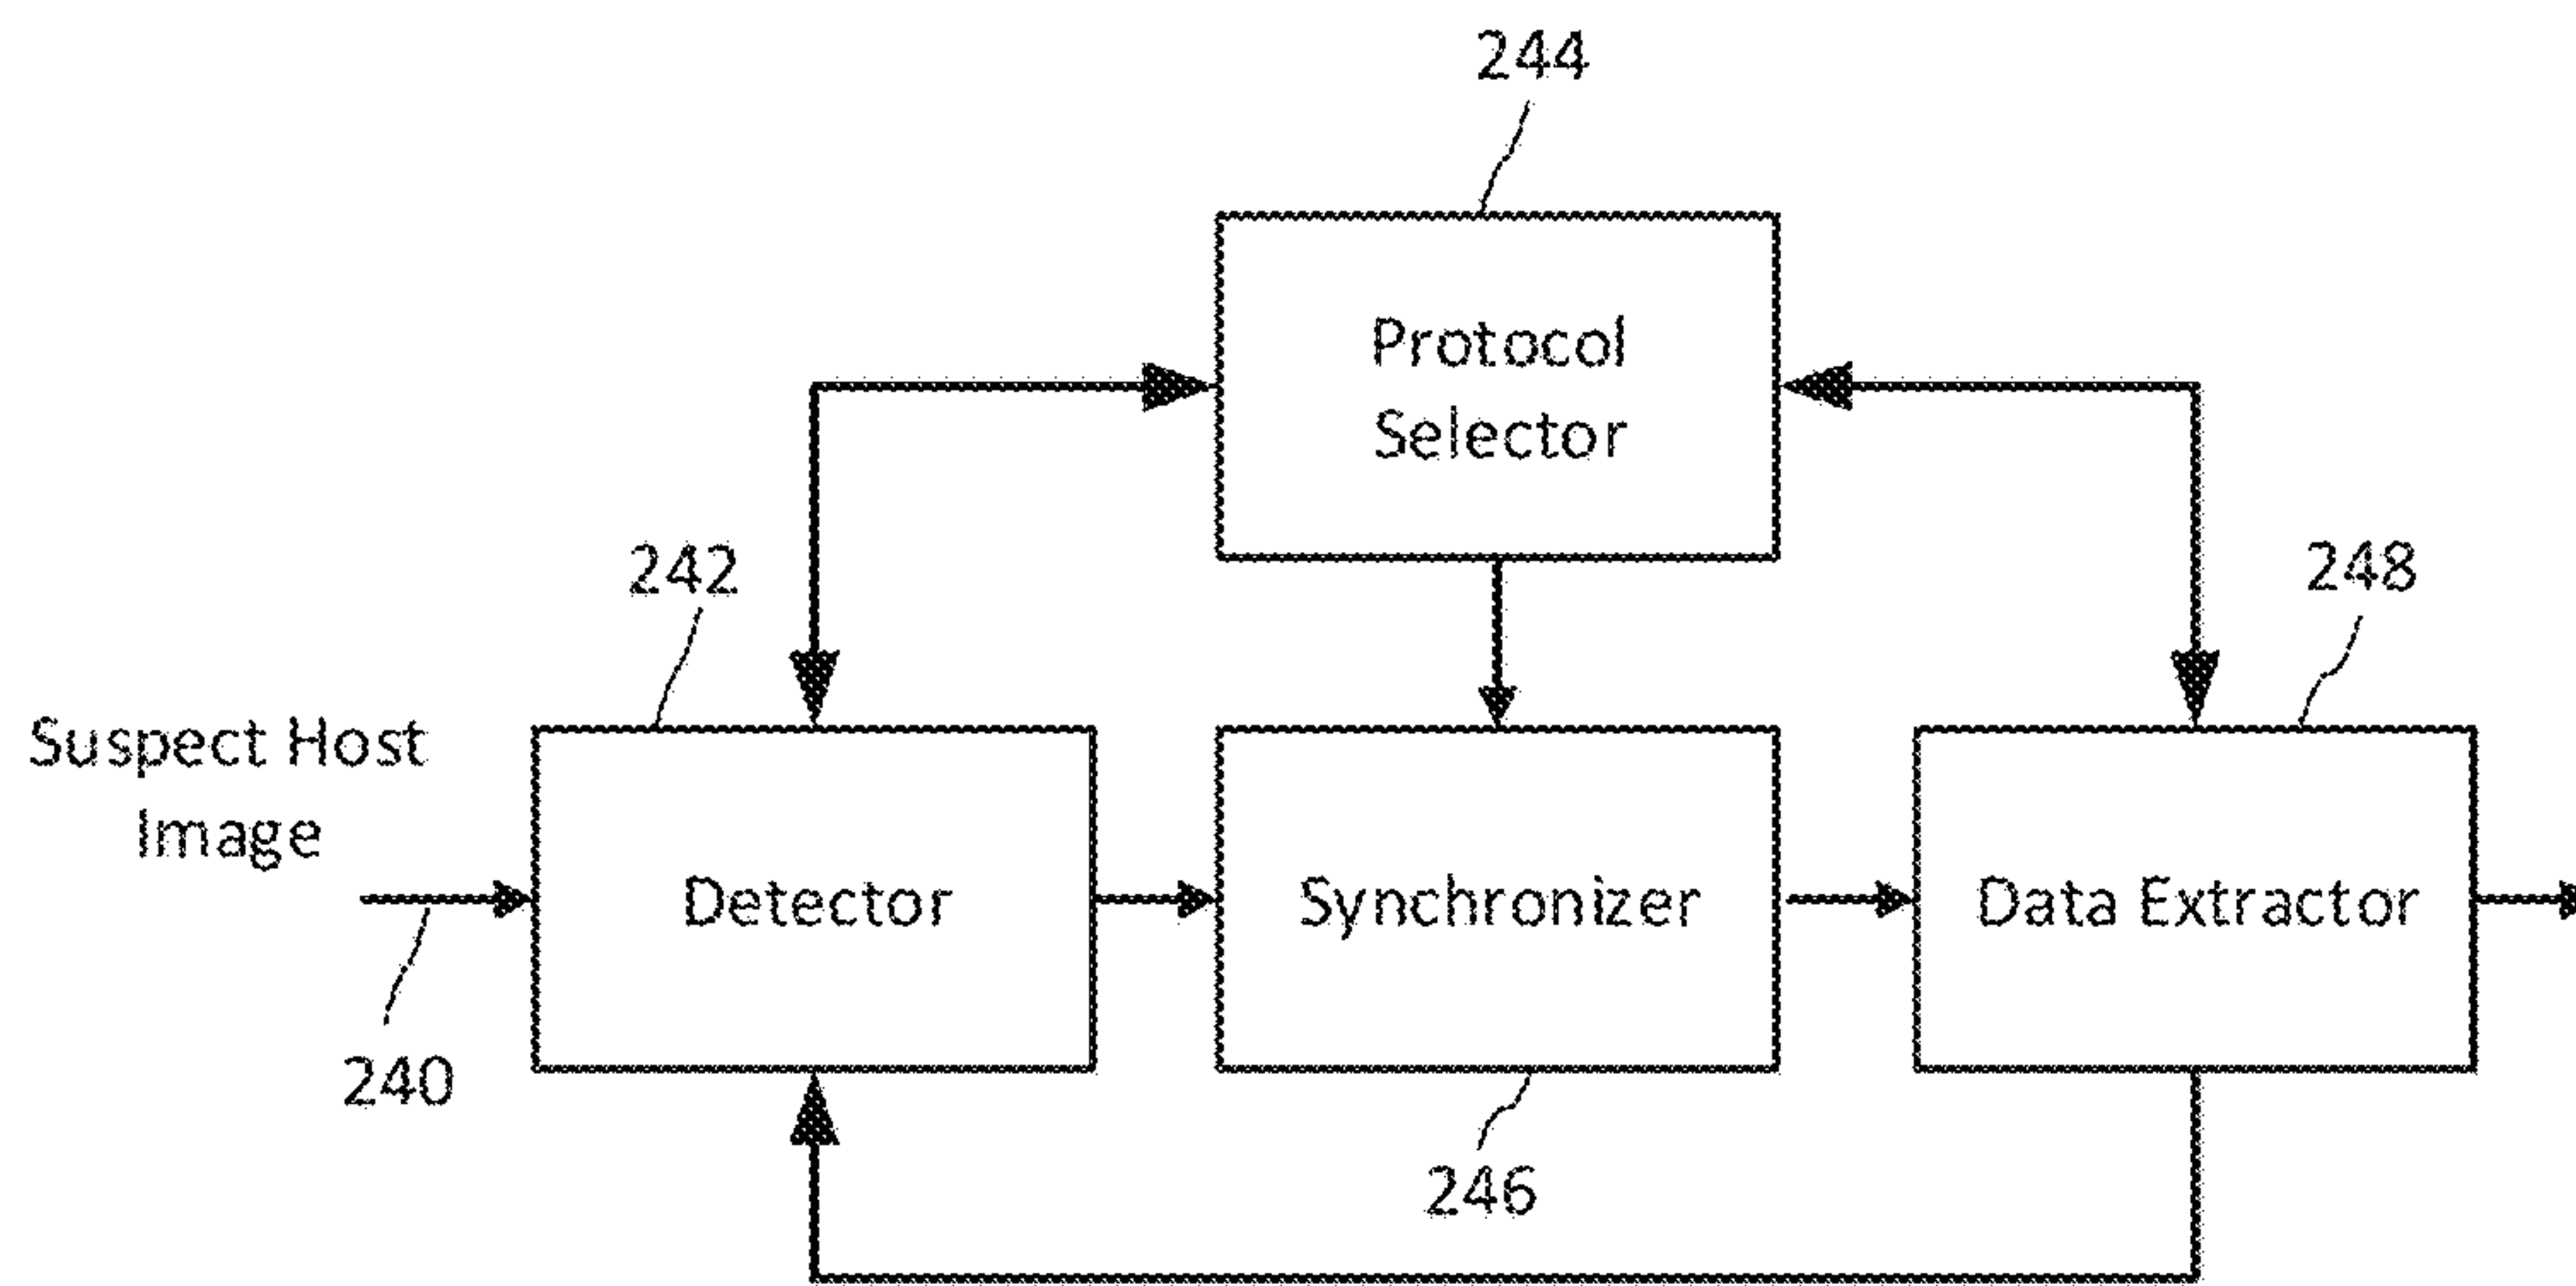 244
Protocol
Selector
242
248
Suspect Host
Image
Detector
Synchronizer
Data Extractor
240
246